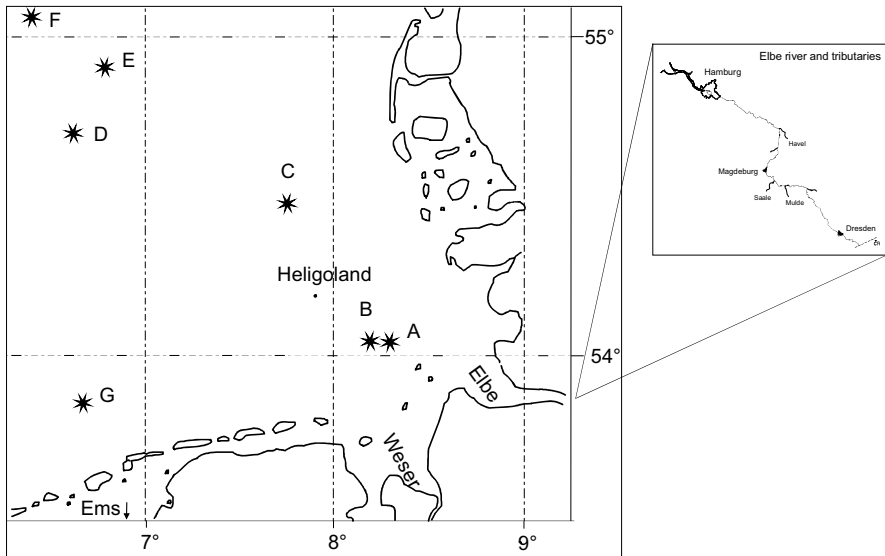 F
55°
E
D
C
Heligoland
B
A
54°
G
Elbe
Weser
Ems
7°
8°
9°
Elbe river and tributaries
Hamburg
Havel
Magdeburg
Saale
Mulde
Dresden